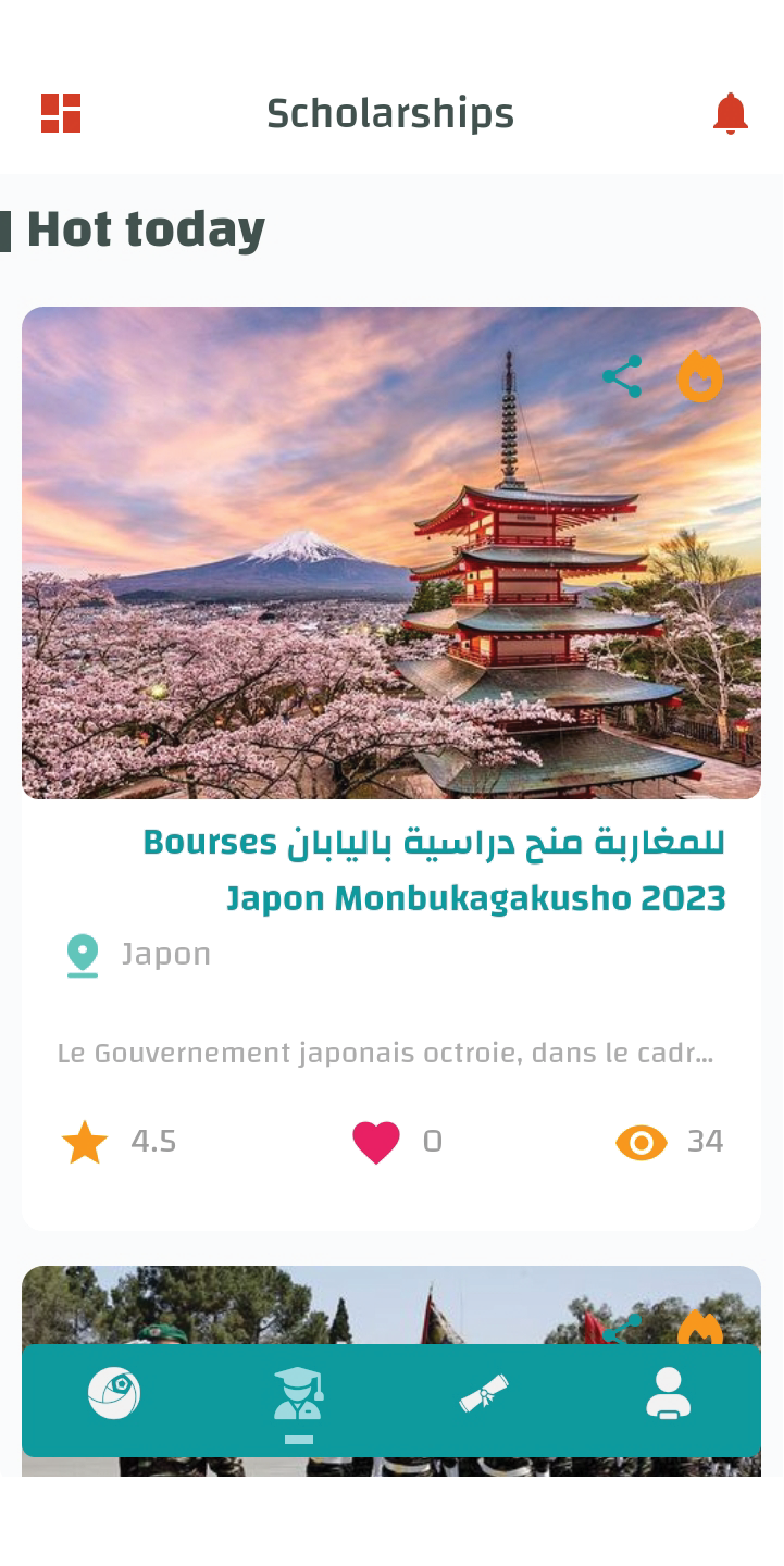 Scholarships
Hot today
للمغاربة منح دراسية باليابان Bourses
Japon Monbukagakusho 2023
Japon
Le Gouvernement japonais octroie, dans le cadr...
4.5
0
34